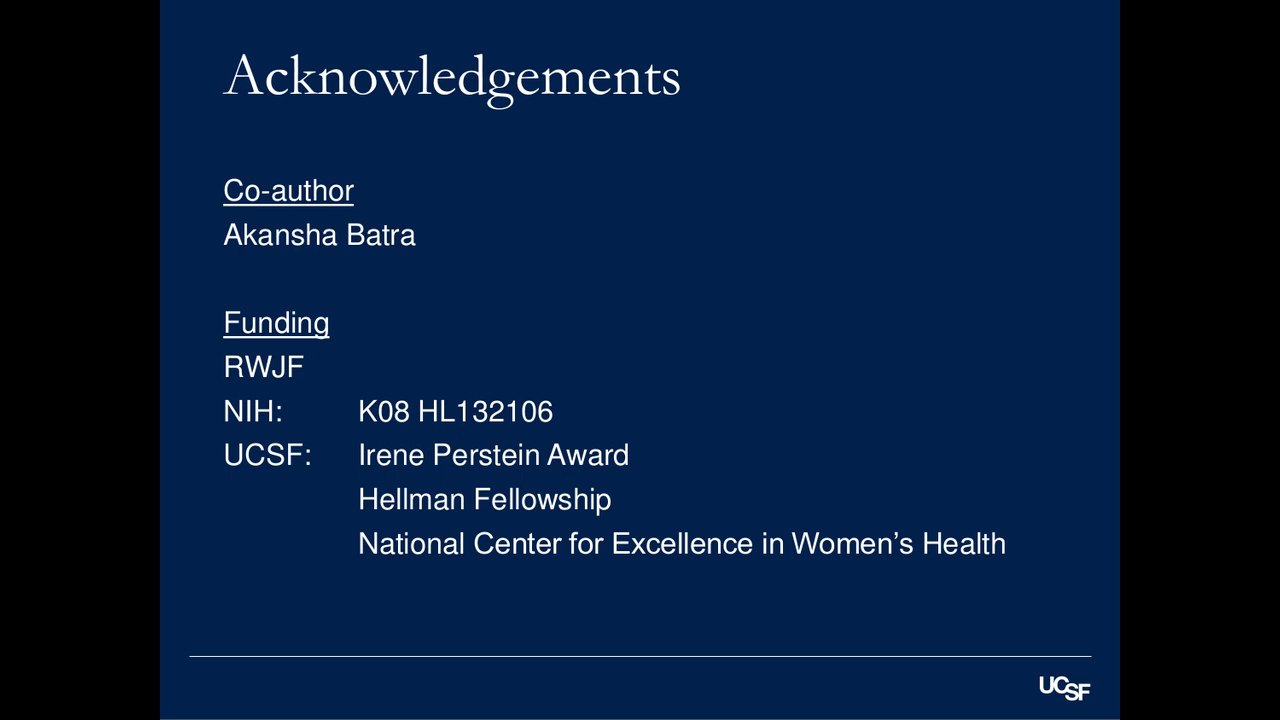 Acknowledgements
Co-author
Akansha Batra
Funding
RWJF
NIH: K08 HL132106
UCSF: Irene Perstein Award
Hellman Fellowship
National Center for Excellence in Women’s Health
UCSF